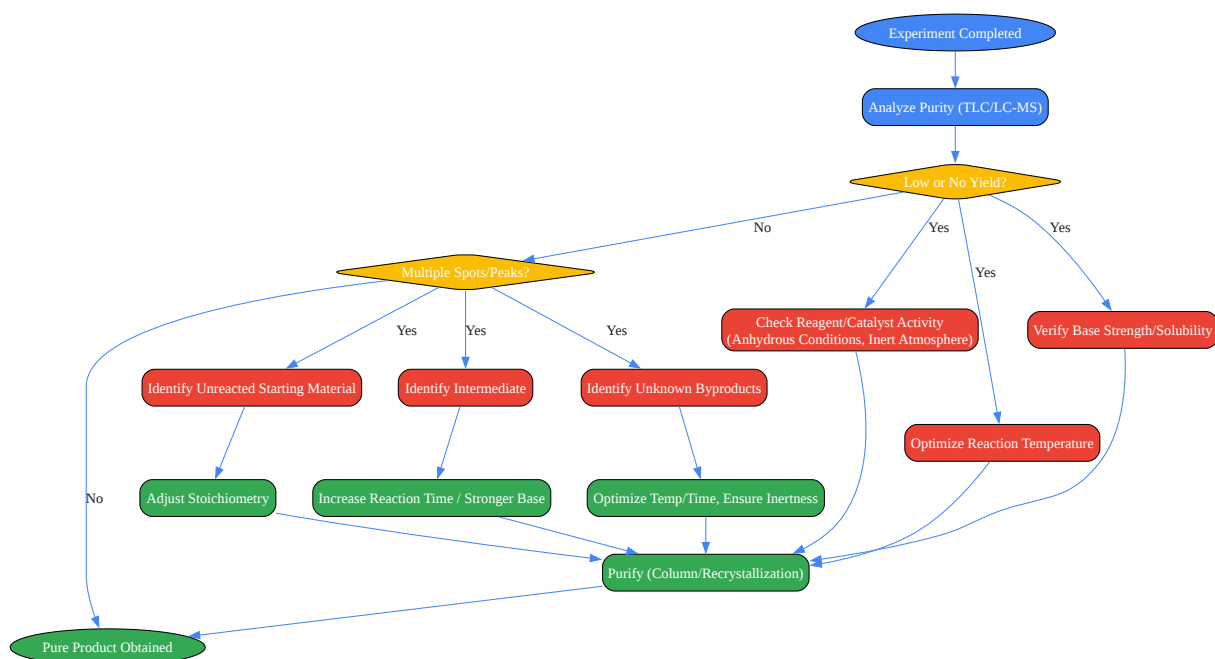 Experiment Completed
Analyze Purity (TLC/LC-MS)
Low or No Yield?
No
Yes
Yes
Yes
Multiple Spots/Peaks?
Check Reagent/Catalyst Activity
(Anhydrous Conditions, Inert Atmosphere)
Verify Base Strength/Solubility
Yes
Yes
Yes
Identify Unreacted Starting Material
Identify Intermediate
Identify Unknown Byproducts
Optimize Reaction Temperature
No
Adjust Stoichiometry
Increase Reaction Time / Stronger Base
Optimize Temp/Time, Ensure Inertness
Purify (Column/Recrystallization)
Pure Product Obtained